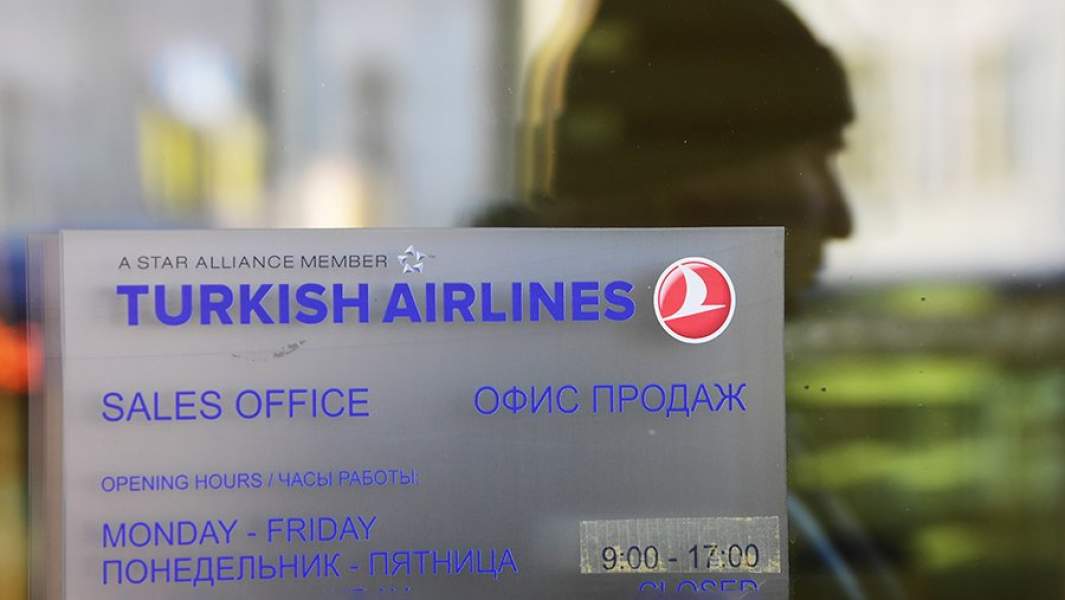 A STAR ALLIANCE MEMBER
TURKISH AIRLINES
SALES OFFICE ОФИС ПРОДАЖ
OPENING HOURS / ЧАСЫ РАБОТЫ:
MONDAY - FRIDAY
ПОНЕДЕЛЬНИК - ПЯТНИЦА 9:00 - 17:00
CLOSED